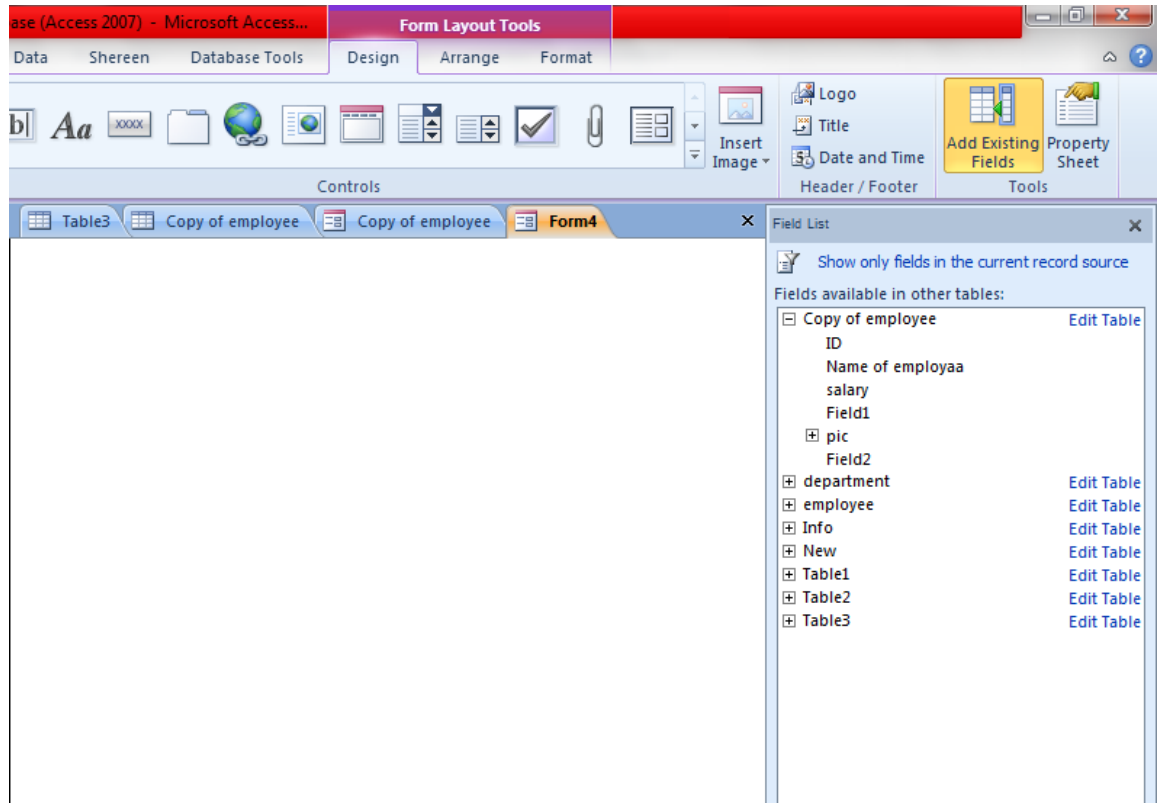 ase (Access 2007) - Microsoft Access...
Form Layout Tools
Data Shereen Database Tools Design Arrange Format
b Aa xxxx
Insert
Image
Logo
Title
Date and Time
Add Existing
Fields
Property
Sheet
Controls
Header / Footer
Tools
Table3 Copy of employee Copy of employee Form4
Field List
Show only fields in the current record source
Fields available in other tables:
Copy of employee Edit Table
ID
Name of employaa
salary
Field1
pic
Field2
department Edit Table
employee Edit Table
Info Edit Table
New Edit Table
Table1 Edit Table
Table2 Edit Table
Table3 Edit Table